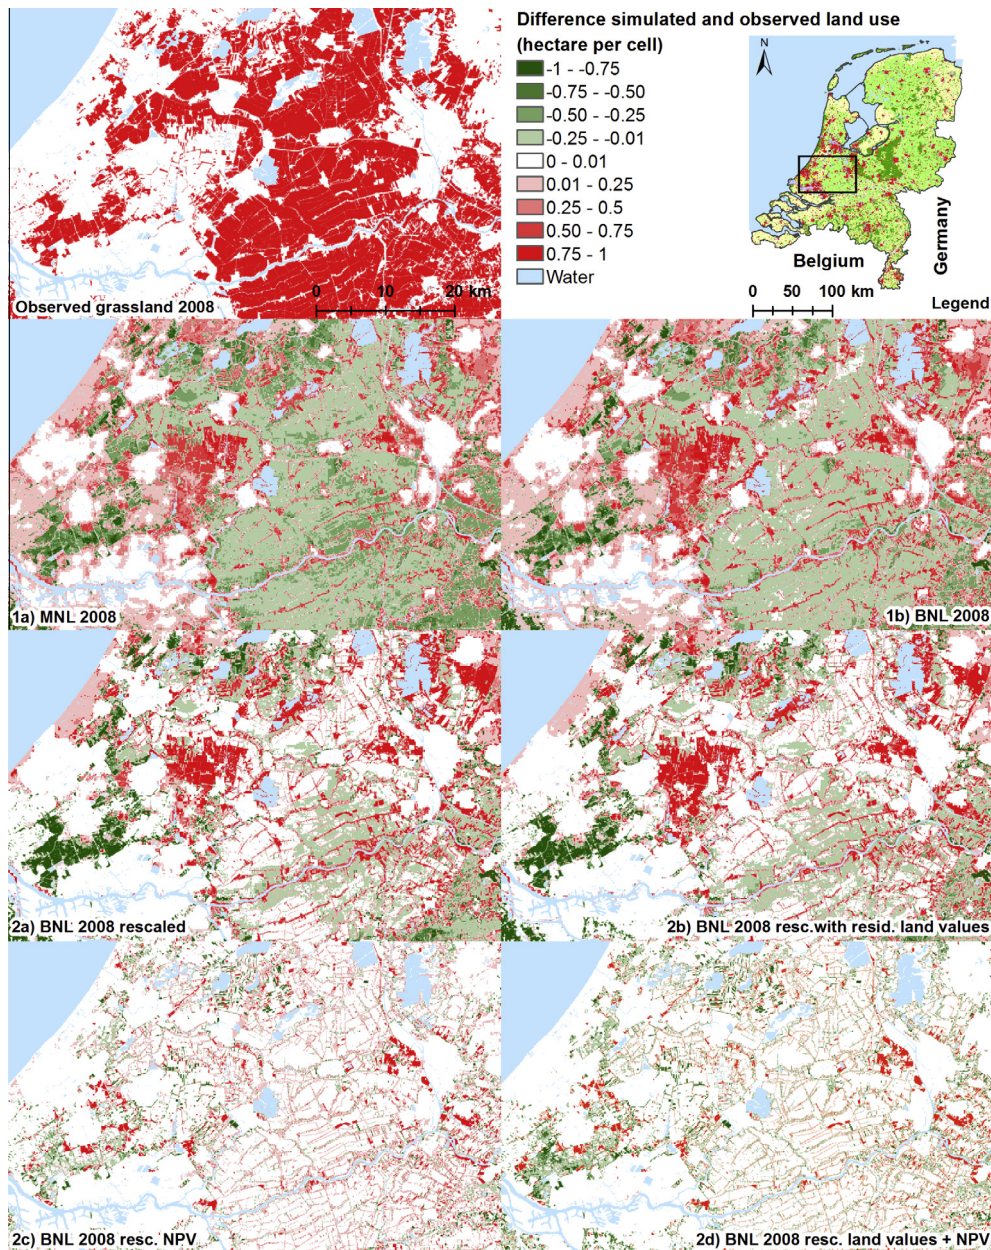 Difference simulated and observed land use
(hectare per cell)
-1 - -0.75
-0.75 - -0.50
-0.50 - -0.25
-0.25 - -0.01
0 - 0.01
0.01 - 0.25
0.25 - 0.5
0.50 - 0.75
0.75 - 1
Water
N
Belgium
Germany
0 50 100 km
Legend
Observed grassland 2008
0 10 20 km
1a) MNL 2008
1b) BNL 2008
2a) BNL 2008 rescaled
2b) BNL 2008 resc.with resid. land values
2c) BNL 2008 resc. NPV
2d) BNL 2008 resc. land values + NPV